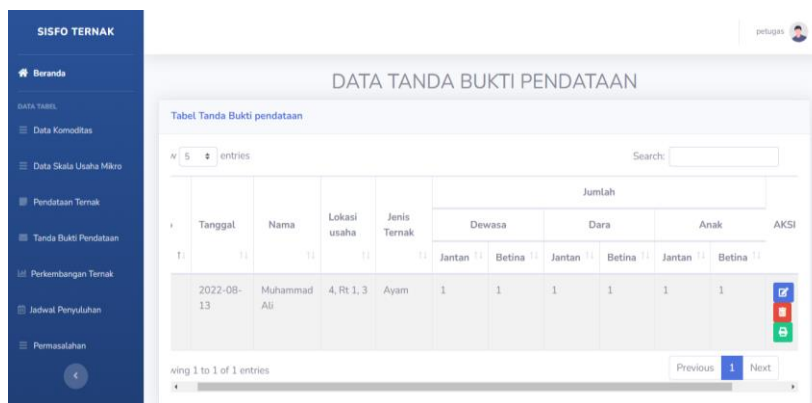 SISFO TERNAK
petugas
Beranda
DATA TABEL
Data Komoditas
Data Skala Usaha Mikro
Pendataan Ternak
Tanda Bukti Pendataan
Perkembangan Ternak
Jadwal Penyuluhan
Permasalahan
DATA TANDA BUKTI PENDATAAN
Tabel Tanda Bukti pendataan
w 5 entries
Search:
Jumlah
Tanggal Nama Lokasi usaha Jenis Ternak Dewasa Dara Anak AKSI
Jantan Betina Jantan Betina Jantan Betina
2022-08-13 Muhammad Ali 4, Rt 1, 3 Ayam 1 1 1 1 1 1
wing 1 to 1 of 1 entries
Previous 1 Next